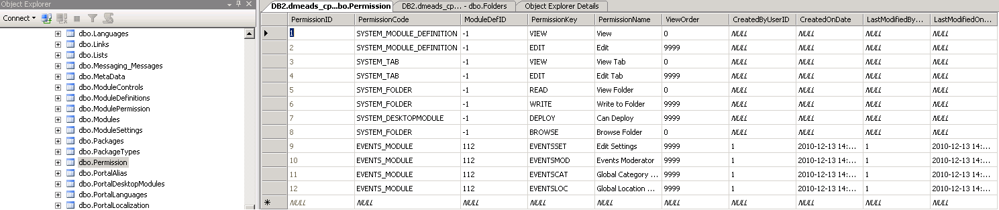 Object Explorer
Connect
dbo.Languages
dbo.Links
dbo.Lists
dbo.Messaging_Messages
dbo.MetaData
dbo.ModuleControls
dbo.ModuleDefinitions
dbo.ModulePermission
dbo.Modules
dbo.ModuleSettings
dbo.Packages
dbo.PackageTypes
dbo.Permission
dbo.PortalAlias
dbo.PortalDesktopModules
dbo.PortalLanguages
dbo.PortalLocalization
DB2.dmeads_cp...bo.Permission DB2.dmeads_cp... - dbo.Folders Object Explorer Details
PermissionID PermissionCode ModuleDefID PermissionKey PermissionName ViewOrder CreatedByUserID CreatedOnDate LastModifiedBy... LastModifiedOn...
1 SYSTEM_MODULE_DEFINITION -1 VIEW View 0 NULL NULL NULL NULL
2 SYSTEM_MODULE_DEFINITION -1 EDIT Edit 9999 NULL NULL NULL NULL
3 SYSTEM_TAB -1 VIEW View Tab 0 NULL NULL NULL NULL
4 SYSTEM_TAB -1 EDIT Edit Tab 9999 NULL NULL NULL NULL
5 SYSTEM_FOLDER -1 READ View Folder 0 NULL NULL NULL NULL
6 SYSTEM_FOLDER -1 WRITE Write to Folder 9999 NULL NULL NULL NULL
7 SYSTEM_DESKTOPMODULE -1 DEPLOY Can Deploy 9999 NULL NULL NULL NULL
8 SYSTEM_FOLDER -1 BROWSE Browse Folder 0 NULL NULL NULL NULL
9 EVENTS_MODULE 112 EVENTSSET Edit Settings 9999 1 2010-12-13 14:... 1 2010-12-13 14:...
10 EVENTS_MODULE 112 EVENTSMOD Events Moderator 9999 1 2010-12-13 14:... 1 2010-12-13 14:...
11 EVENTS_MODULE 112 EVENTSCAT Global Category ... 9999 1 2010-12-13 14:... 1 2010-12-13 14:...
12 EVENTS_MODULE 112 EVENTSLOC Global Location ... 9999 1 2010-12-13 14:... 1 2010-12-13 14:...
NULL NULL NULL NULL NULL NULL NULL NULL NULL NULL